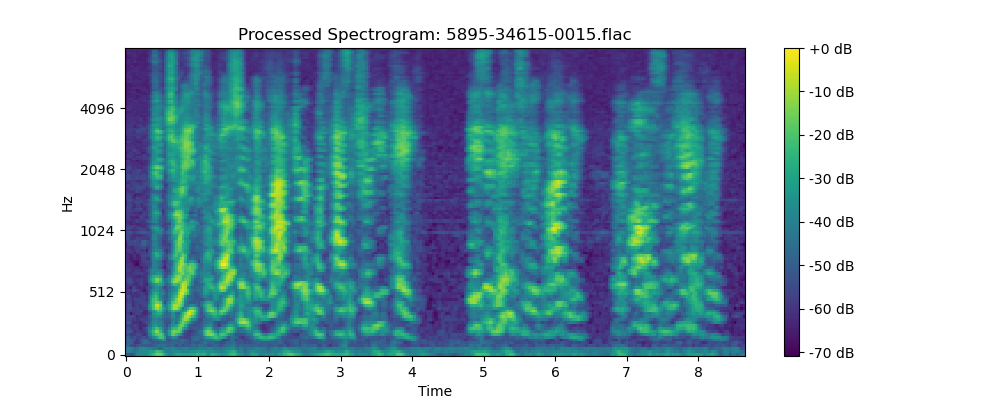 Processed Spectrogram: 5895-34615-0015.flac
Hz
4096
2048
1024
512
0
0 1 2 3 4 5 6 7 8
Time
+0 dB
-10 dB
-20 dB
-30 dB
-40 dB
-50 dB
-60 dB
-70 dB